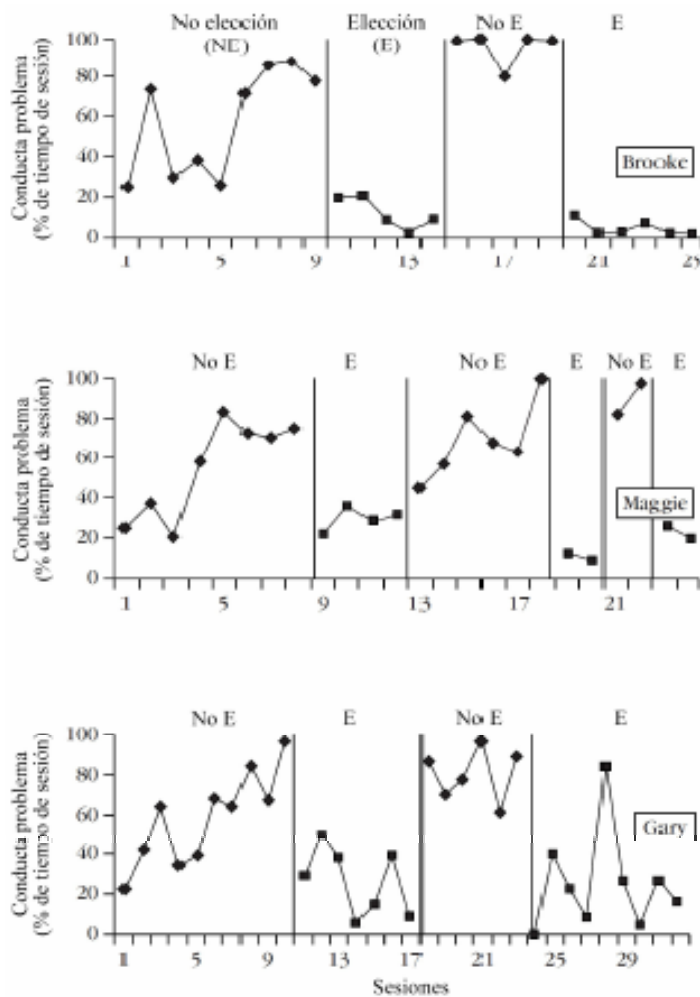 No elección (NE) Elección (E) No E E
Conducta problema
(% de tiempo de sesión)
100
80
60
40
20
0
Brooke
1 5 9 13 17 21 25
No E E No E E No E E
Conducta problema
(% de tiempo de sesión)
100
80
60
40
20
0
Maggie
1 5 9 13 17 21
No E E No E E
Conducta problema
(% de tiempo de sesión)
100
80
60
40
20
0
Gary
1 5 9 13 17 21 25 29
Sesiones